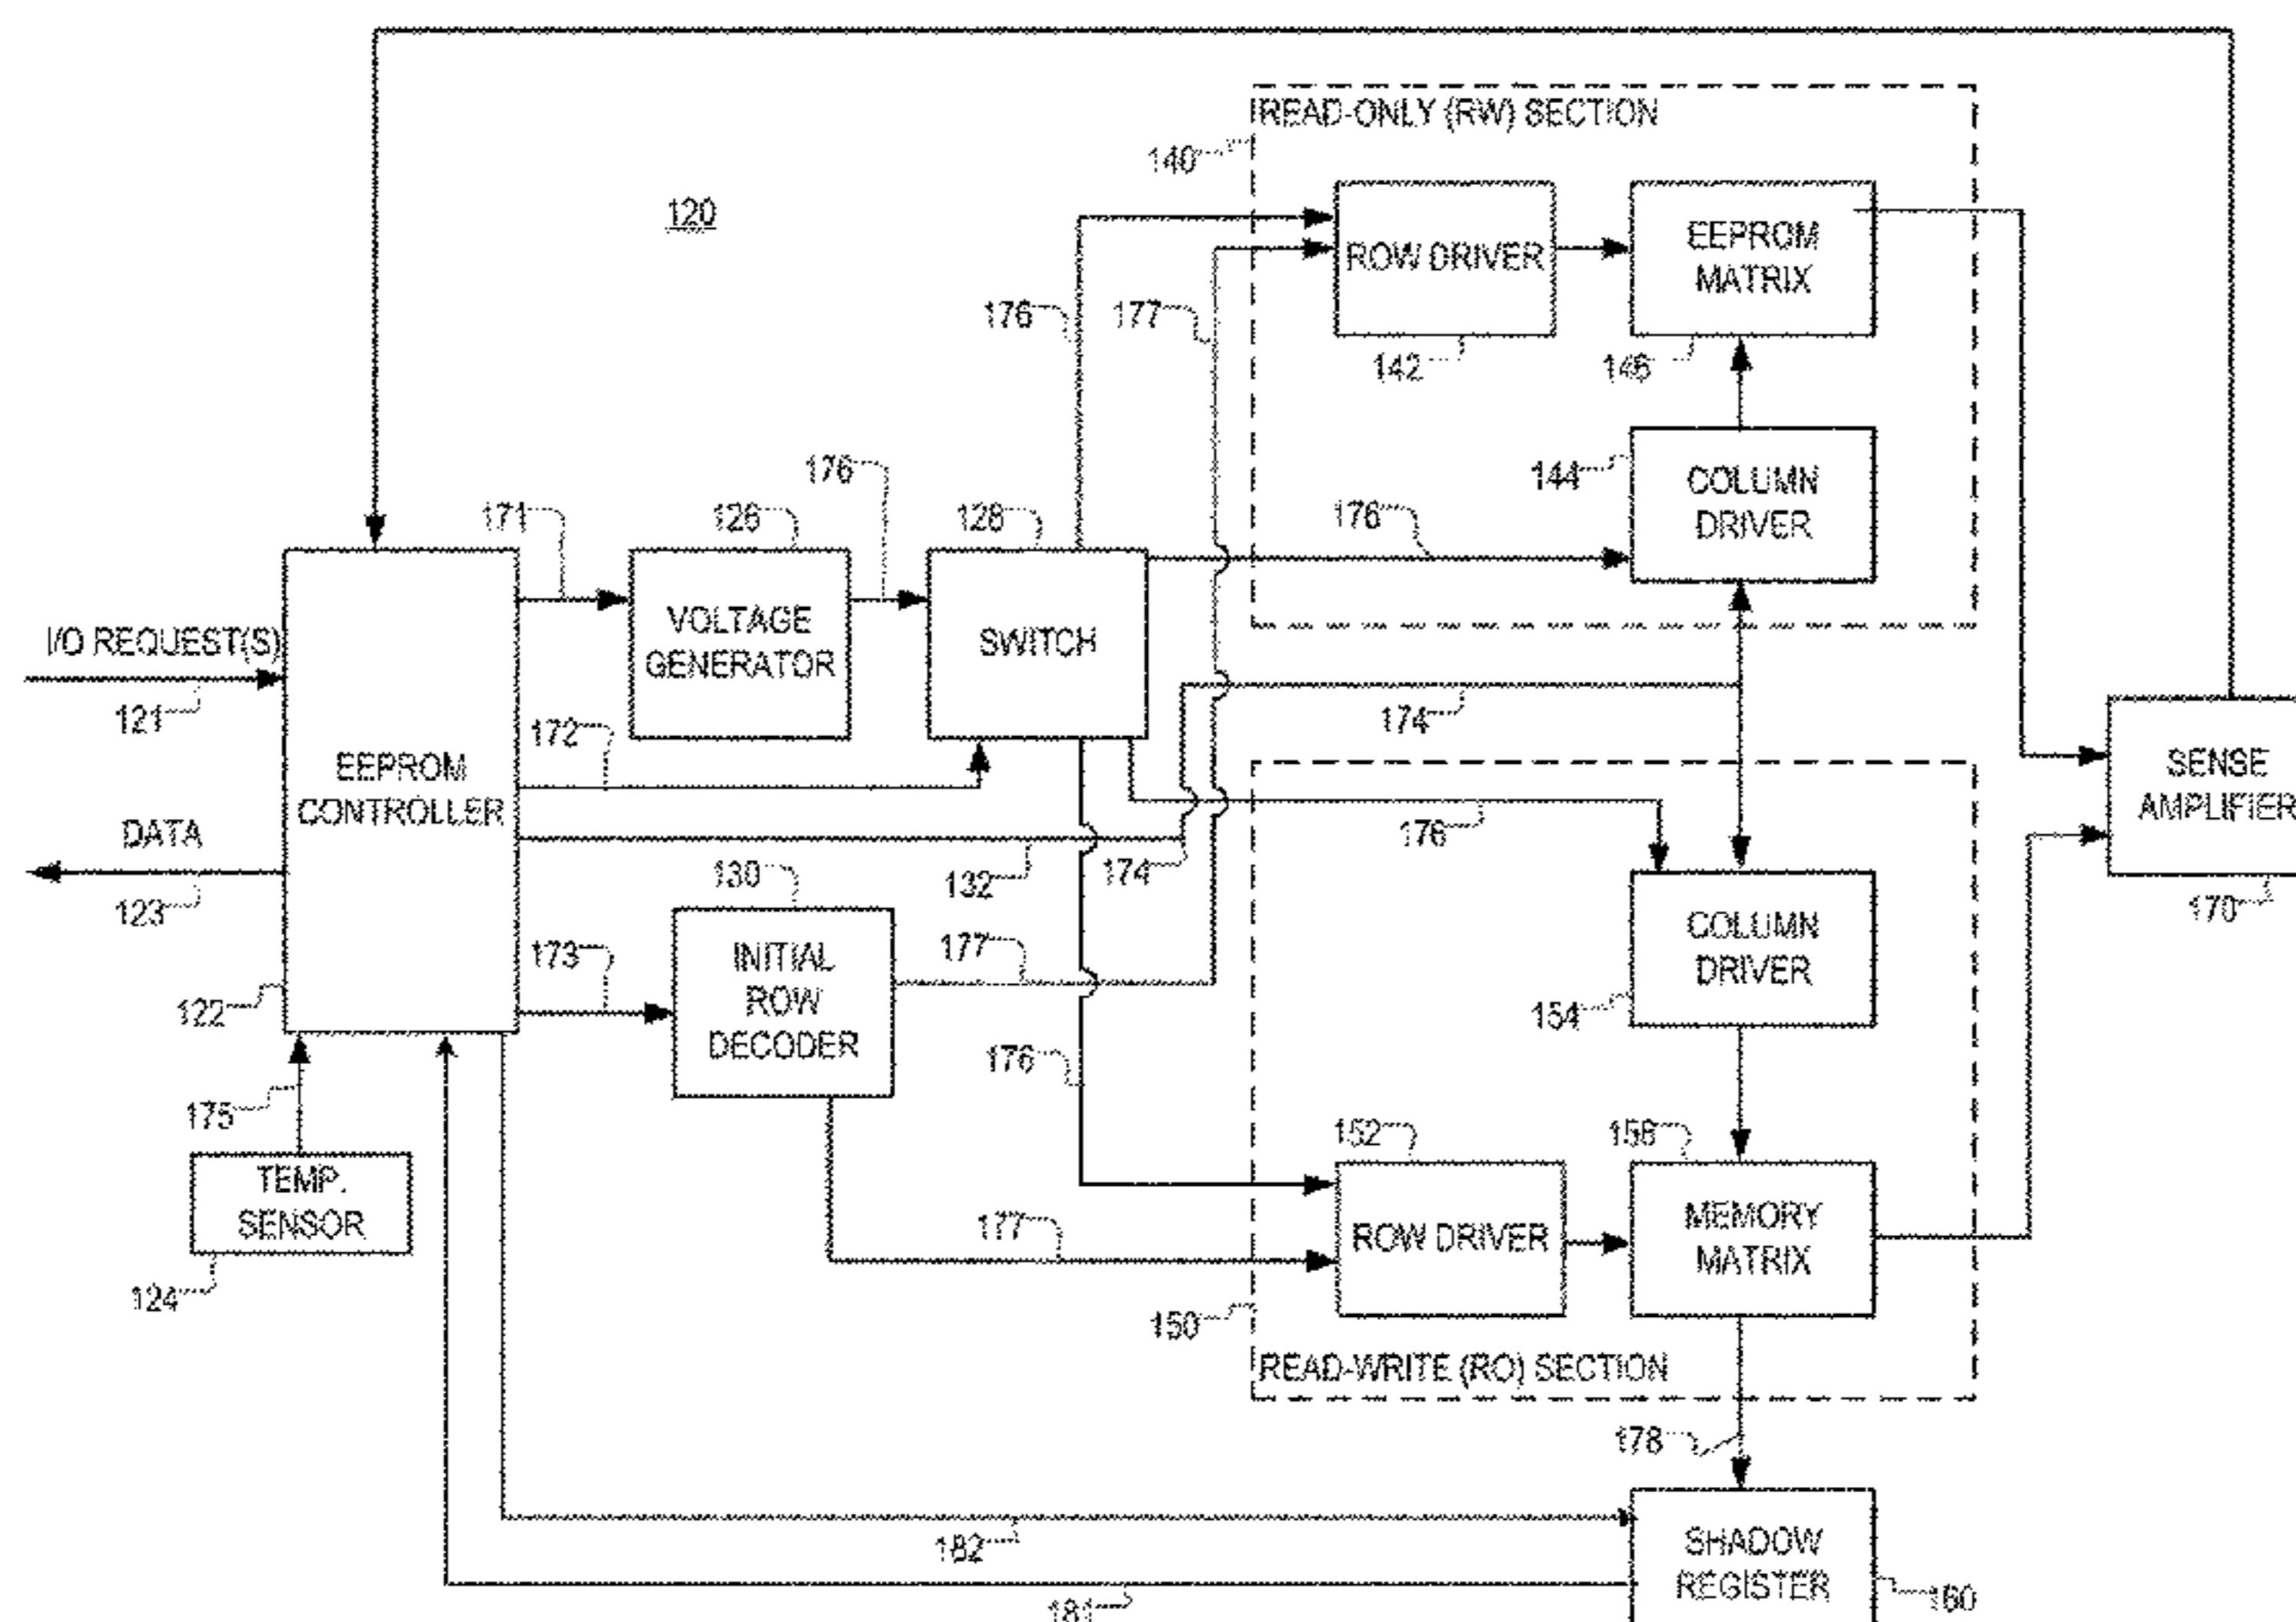 READ-ONLY (RW) SECTION
140
120
ROW DRIVER
EEPROM
MATRIX
176
177
142
146
144
COLUMN
DRIVER
176
171
126
128
176
I/O REQUEST(S)
121
VOLTAGE
GENERATOR
SWITCH
172
174
EEPROM
CONTROLLER
SENSE
AMPLIFIER
176
DATA
123
130
132
174
170
173
INITIAL
ROW
DECODER
177
COLUMN
DRIVER
122
154
175
176
TEMP.
SENSOR
152
156
177
ROW DRIVER
MEMORY
MATRIX
124
150
READ-WRITE (RO) SECTION
178
182
SHADOW
REGISTER
181
160